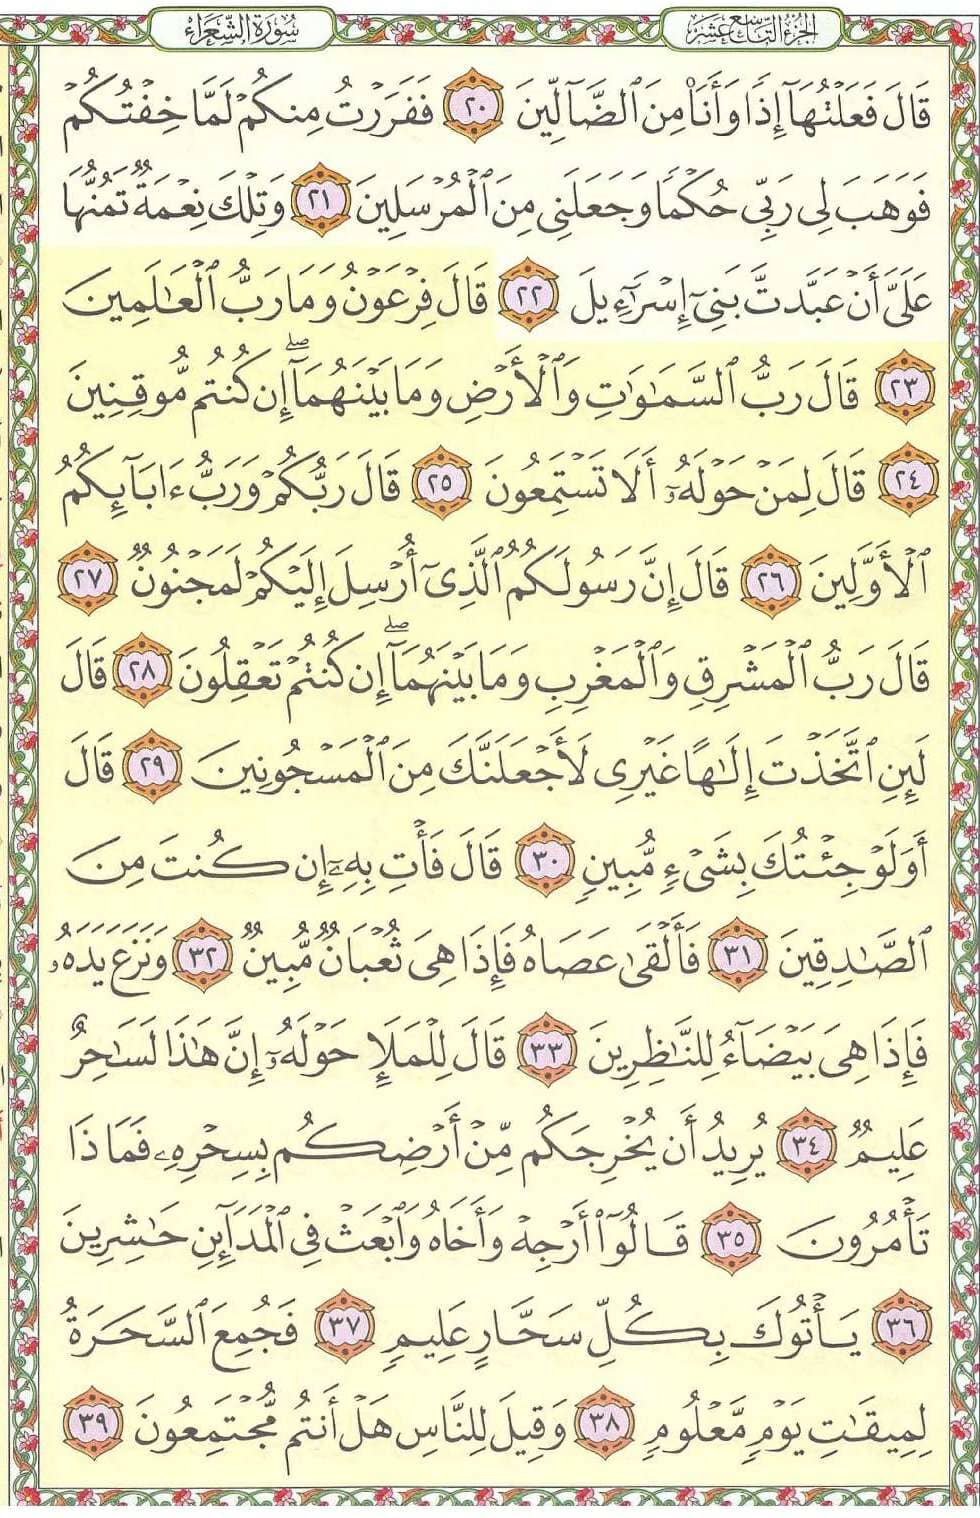 الجزء التاسع عشر
سورة الشعراء
قَالَ فَعَلْتُهَآ إِذًا وَأَنَا۠ مِنَ ٱلضَّآلِّينَ ٢٠ فَفَرَرْتُ مِنكُمْ لَمَّا خِفْتُكُمْ
فَوَهَبَ لِى رَبِّى حُكْمًا وَجَعَلَنِى مِنَ ٱلْمُرْسَلِينَ ٢١ وَتِلْكَ نِعْمَةٌ تَمُنُّهَا
عَلَىَّ أَنْ عَبَّدتَّ بَنِىٓ إِسْرَٰٓءِيلَ ٢٢ قَالَ فِرْعَوْنُ وَمَا رَبُّ ٱلْعَٰلَمِينَ
٢٣ قَالَ رَبُّ ٱلسَّمَٰوَٰتِ وَٱلْأَرْضِ وَمَا بَيْنَهُمَآ ۖ إِن كُنتُم مُّوقِنِينَ
٢٤ قَالَ لِمَنْ حَوْلَهُۥٓ أَلَا تَسْتَمِعُونَ ٢٥ قَالَ رَبُّكُمْ وَرَبُّ ءَابَآئِكُمُ
ٱلْأَوَّلِينَ ٢٦ قَالَ إِنَّ رَسُولَكُمُ ٱلَّذِىٓ أُرْسِلَ إِلَيْكُمْ لَمَجْنُونٌ ٢٧
قَالَ رَبُّ ٱلْمَشْرِقِ وَٱلْمَغْرِبِ وَمَا بَيْنَهُمَآ ۖ إِن كُنتُمْ تَعْقِلُونَ ٢٨ قَالَ
لَئِنِ ٱتَّخَذْتَ إِلَٰهًا غَيْرِى لَأَجْعَلَنَّكَ مِنَ ٱلْمَسْجُونِينَ ٢٩ قَالَ
أَوَلَوْ جِئْتُكَ بِشَىْءٍ مُّبِينٍ ٣٠ قَالَ فَأْتِ بِهِۦٓ إِن كُنتَ مِنَ
ٱلصَّٰدِقِينَ ٣١ فَأَلْقَىٰ عَصَاهُ فَإِذَا هِىَ ثُعْبَانٌ مُّبِينٌ ٣٢ وَنَزَعَ يَدَهُۥ
فَإِذَا هِىَ بَيْضَآءُ لِلنَّٰظِرِينَ ٣٣ قَالَ لِلْمَلَإِ حَوْلَهُۥٓ إِنَّ هَٰذَا لَسَٰحِرٌ
عَلِيمٌ ٣٤ يُرِيدُ أَن يُخْرِجَكُم مِّنْ أَرْضِكُم بِسِحْرِهِۦ فَمَاذَا
تَأْمُرُونَ ٣٥ قَالُوٓا۟ أَرْجِهْ وَأَخَاهُ وَٱبْعَثْ فِى ٱلْمَدَآئِنِ حَٰشِرِينَ
٣٦ يَأْتُوكَ بِكُلِّ سَحَّارٍ عَلِيمٍ ٣٧ فَجُمِعَ ٱلسَّحَرَةُ
لِمِيقَٰتِ يَوْمٍ مَّعْلُومٍ ٣٨ وَقِيلَ لِلنَّاسِ هَلْ أَنتُم مُّجْتَمِعُونَ ٣٩